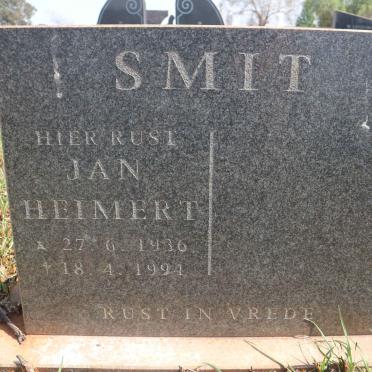 SMIT
HIER RUST
JAN
HEIMERT
* 27 6 1936
† 18 4 1994
RUST IN VREDE